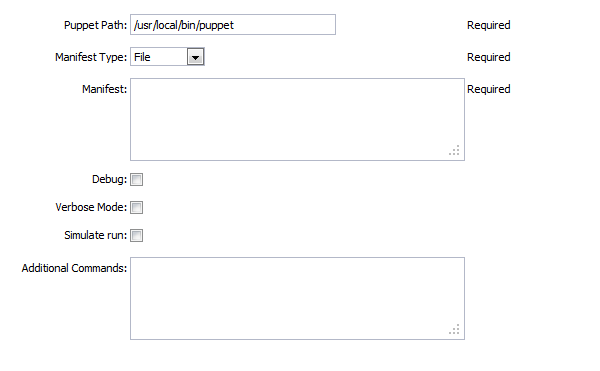 Puppet Path: /usr/local/bin/puppet Required
Manifest Type: File Required
Manifest: Required
Debug:
Verbose Mode:
Simulate run:
Additional Commands: